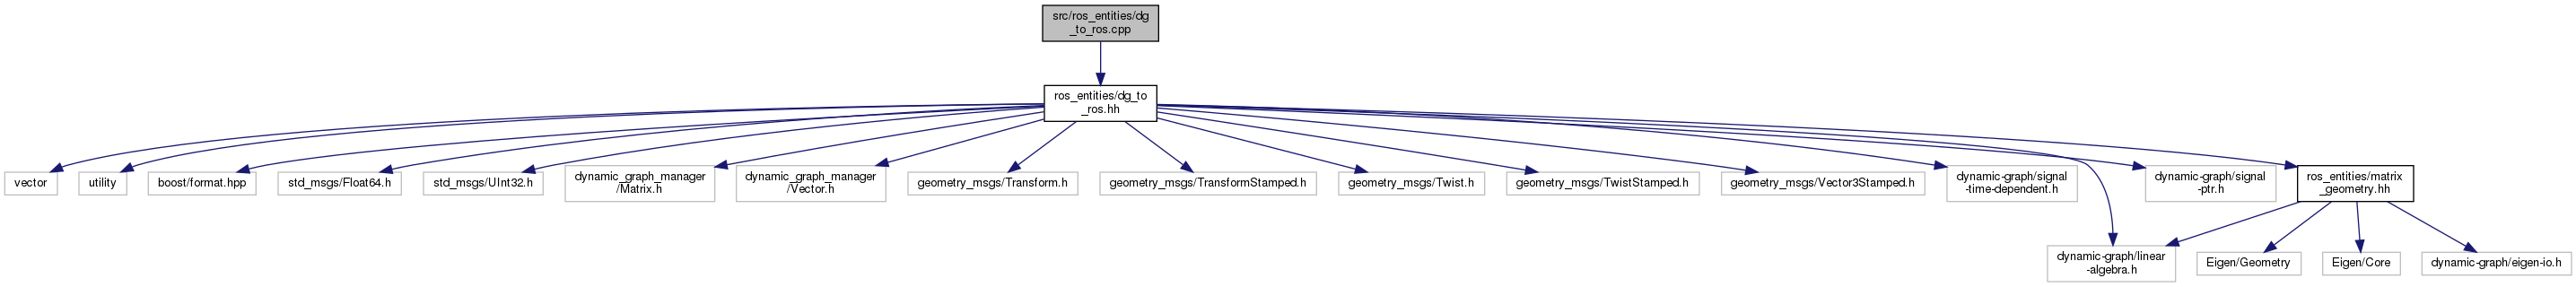 src/ros_entities/dg
_to_ros.cpp
ros_entities/dg_to
_ros.hh
vector
utility
boost/format.hpp
std_msgs/Float64.h
std_msgs/UInt32.h
dynamic_graph_manager
/Matrix.h
dynamic_graph_manager
/Vector.h
geometry_msgs/Transform.h
geometry_msgs/TransformStamped.h
geometry_msgs/Twist.h
geometry_msgs/TwistStamped.h
geometry_msgs/Vector3Stamped.h
dynamic-graph/signal
-time-dependent.h
dynamic-graph/signal
-ptr.h
ros_entities/matrix
_geometry.hh
dynamic-graph/linear
-algebra.h
Eigen/Geometry
Eigen/Core
dynamic-graph/eigen-io.h